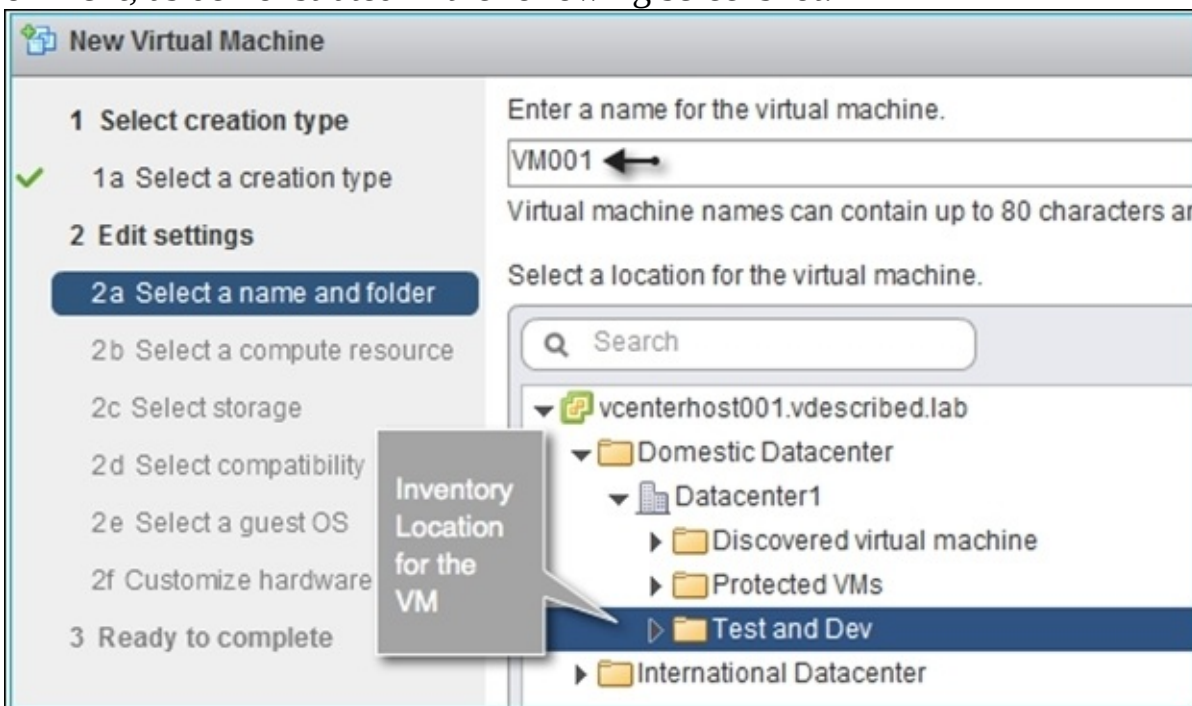 New Virtual Machine
1 Select creation type
1a Select a creation type
2 Edit settings
2a Select a name and folder
2b Select a compute resource
2c Select storage
2d Select compatibility
2e Select a guest OS
2f Customize hardware
3 Ready to complete
Enter a name for the virtual machine.
VM001
Virtual machine names can contain up to 80 characters
Select a location for the virtual machine.
Search
vcenterhost001.vdescribed.lab
Domestic Datacenter
Datacenter1
Discovered virtual machine
Protected VMs
Test and Dev
International Datacenter
Inventory
Location
for the
VM